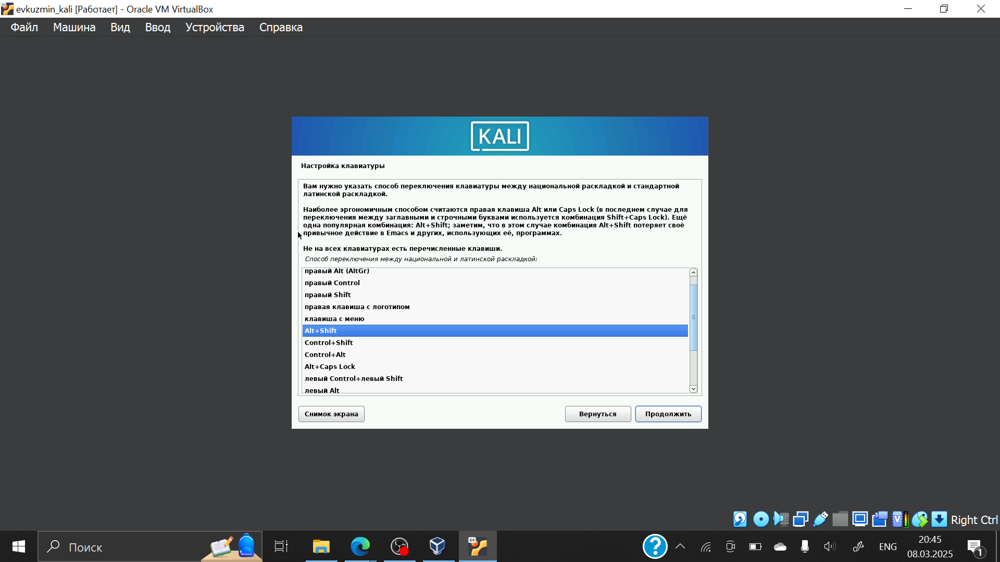 evkuzmin_kali [Работает] - Oracle VM VirtualBox
Файл Машина Вид Ввод Устройства Справка
KALI
Настройка клавиатуры
Вам нужно указать способ переключения клавиатуры между национальной раскладкой и стандартной
латинской раскладкой.
Наиболее эргономичным способом считаются правая клавиша Alt или Caps Lock (в последнем случае для
переключения между заглавными и строчными буквами используется комбинация Shift+Caps Lock). Ещё
одна популярная комбинация: Alt+Shift; заметим, что в этом случае комбинация Alt+Shift потеряет своё
привычное действие в Emacs и других, использующих её, программах.
Не на всех клавиатурах есть перечисленные клавиши.
Способ переключения между национальной и латинской раскладкой:
правый Alt (AltGr)
правый Control
правый Shift
правая клавиша с логотипом
клавиша с меню
Alt+Shift
Control+Shift
Control+Alt
Alt+Caps Lock
левый Control+левый Shift
левый Alt
Снимок экрана Вернуться Продолжить
Right Ctrl
Поиск
64
ENG
20:45
08.03.2025
1